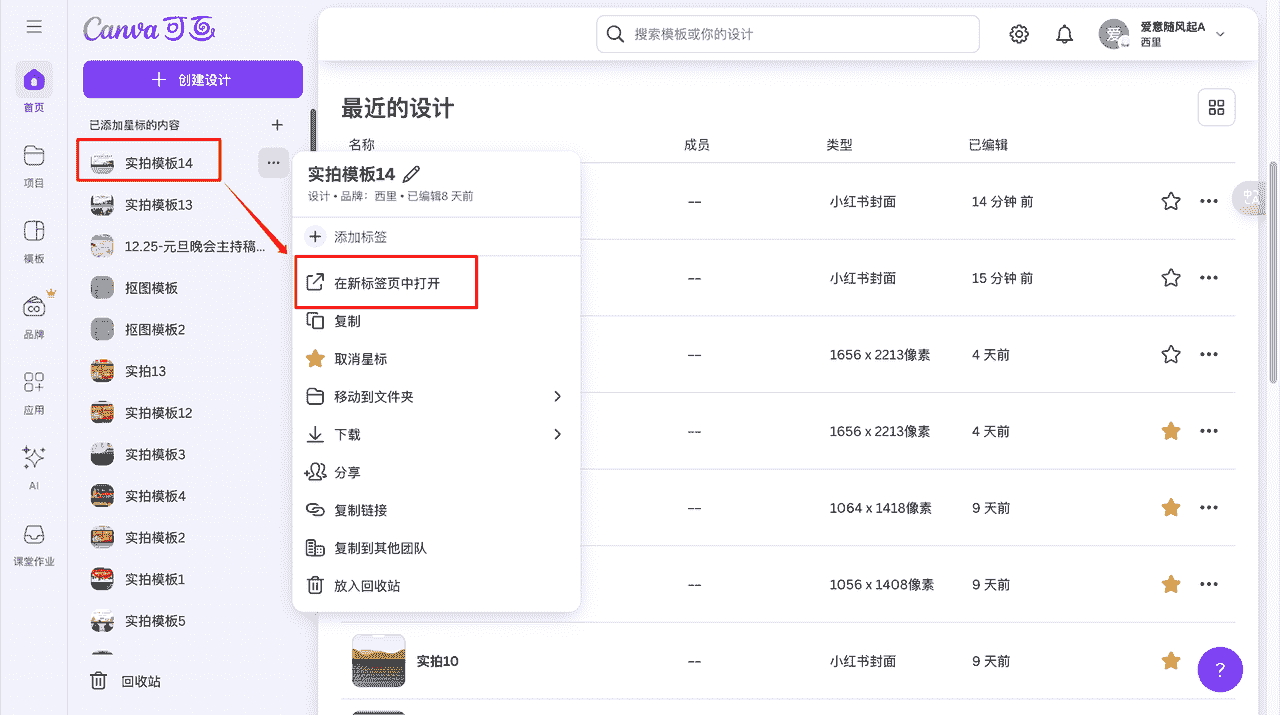 首页
项目
模板
品牌
应用
AI
课堂作业
Canva可画
创建设计
已添加星标的内容
实拍模板14
实拍模板13
12.25-元旦晚会主持稿...
抠图模板
抠图模板2
实拍13
实拍模板12
实拍模板3
实拍模板4
实拍模板2
实拍模板1
实拍模板5
回收站
搜索模板或你的设计
爱
爱意随风起A
西里
最近的设计
名称 成员 类型 已编辑
实拍模板14
设计 • 品牌：西里 • 已编辑8 天前
添加标签
在新标签页中打开
复制
取消星标
移动到文件夹
下载
分享
复制链接
复制到其他团队
放入回收站
-- 小红书封面 14 分钟 前
-- 小红书封面 15 分钟 前
-- 1656 x 2213像素 4 天前
-- 1656 x 2213像素 4 天前
-- 1064 x 1418像素 9 天前
-- 1056 x 1408像素 9 天前
实拍10 -- 小红书封面 9 天前
?